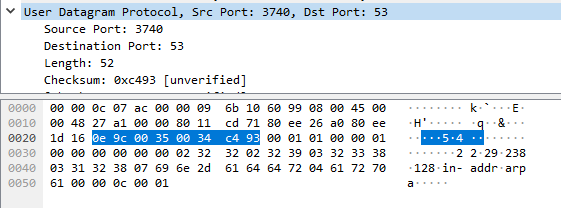 User Datagram Protocol, Src Port: 3740, Dst Port: 53
Source Port: 3740
Destination Port: 53
Length: 52
Checksum: 0xc493 [unverified]
0000 00 00 0c 07 ac 00 00 09 6b 10 60 99 08 00 45 00 ········ k·`···E·
0010 00 48 27 a1 00 00 80 11 cd 71 80 ee 26 a0 80 ee ·H'····· ·q··&···
0020 1d 16 0e 9c 00 35 00 34 c4 93 00 01 01 00 00 01 ·····5·4 ········
0030 00 00 00 00 00 00 02 32 32 02 32 39 03 32 33 38 ·······2 2·29·238
0040 03 31 32 38 07 69 6e 2d 61 64 64 72 04 61 72 70 ·128·in- addr·arp
0050 61 00 00 0c 00 01 a·····